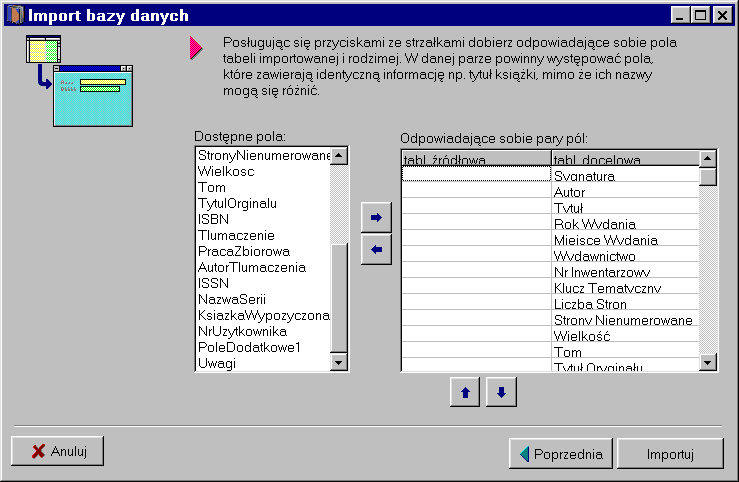 Import bazy danych
Posługując się przyciskami ze strzałkami dobierz odpowiadające sobie pola
tabeli importowanej i rodzimej. W danej parze powinny występować pola,
które zawierają identyczną informację np. tytuł książki, mimo że ich nazwy
mogą się różnić.
Dostępne pola:
StronyNienumerowane
Wielkosc
Tom
TytulOrginalu
ISBN
Tlumaczenie
PracaZbiorowa
AutorTlumaczenia
ISSN
NazwaSerii
KsiazkaWypozyczona
NrUzytkownika
PoleDodatkowe1
Uwagi
Odpowiadające sobie pary pól:
tabl. źródłowa tabl. docelowa
Sygnatura
Autor
Tytuł
Rok Wydania
Miejsce Wydania
Wydawnictwo
Nr Inwentarzowy
Klucz Tematyczny
Liczba Stron
Strony Nienumerowane
Wielkość
Tom
Tytuł Oryginału
Anuluj
Poprzednia
Importuj